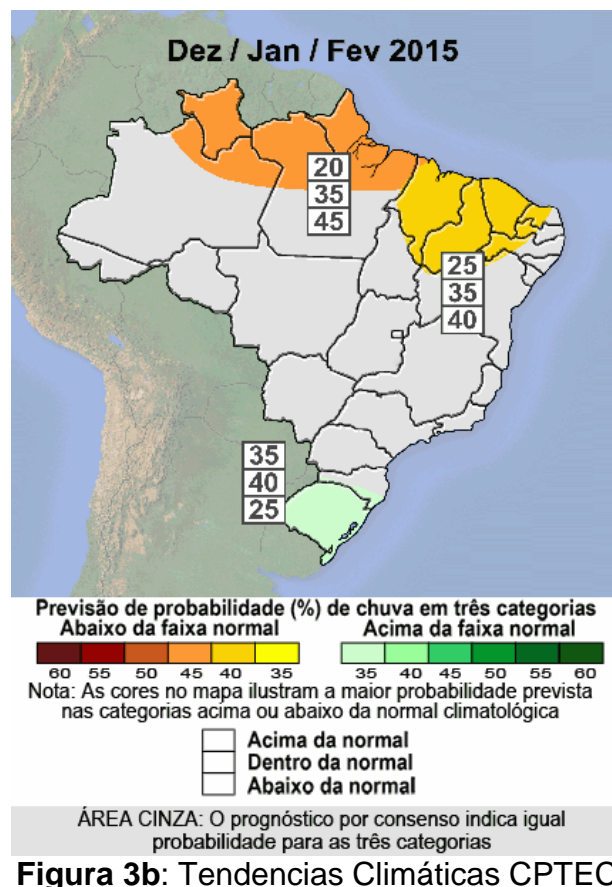 Dez / Jan / Fev 2015
20
35
45
25
35
40
35
40
25
Previsão de probabilidade (%) de chuva em três categorias
Abaixo da faixa normal
Acima da faixa normal
60 55 50 45 40 35
35 40 45 50 55 60
Nota: As cores no mapa ilustram a maior probabilidade prevista
nas categorias acima ou abaixo da normal climatológica
Acima da normal
Dentro da normal
Abaixo da normal
ÁREA CINZA: O prognóstico por consenso indica igual
probabilidade para as três categorias
Figura 3b: Tendencias Climáticas CPTEC